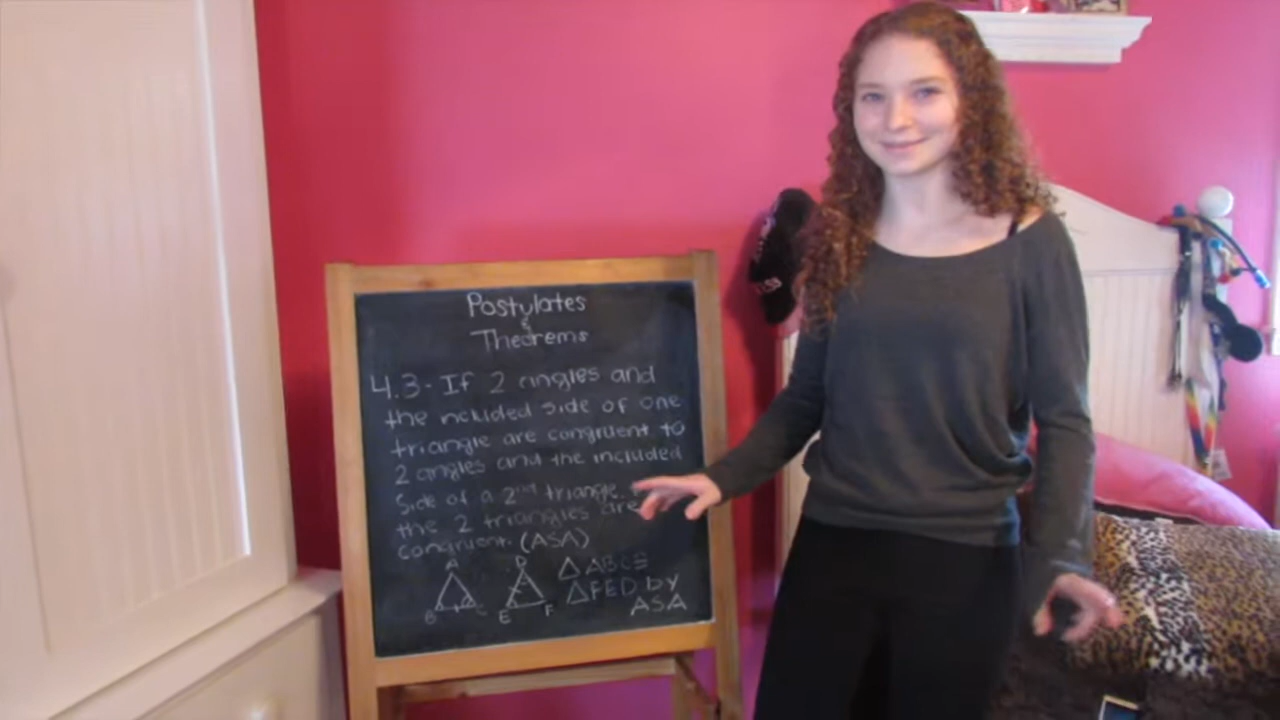 Postulates
&
Theorems
4.3- If 2 angles and
the ncluded side of one
triangle are congruent to
2 angles and the included
side of a 2nd triangle,
the 2 triangles are
congruent. (ASA)
A D △ABC≅
B C E F △FED by
ASA